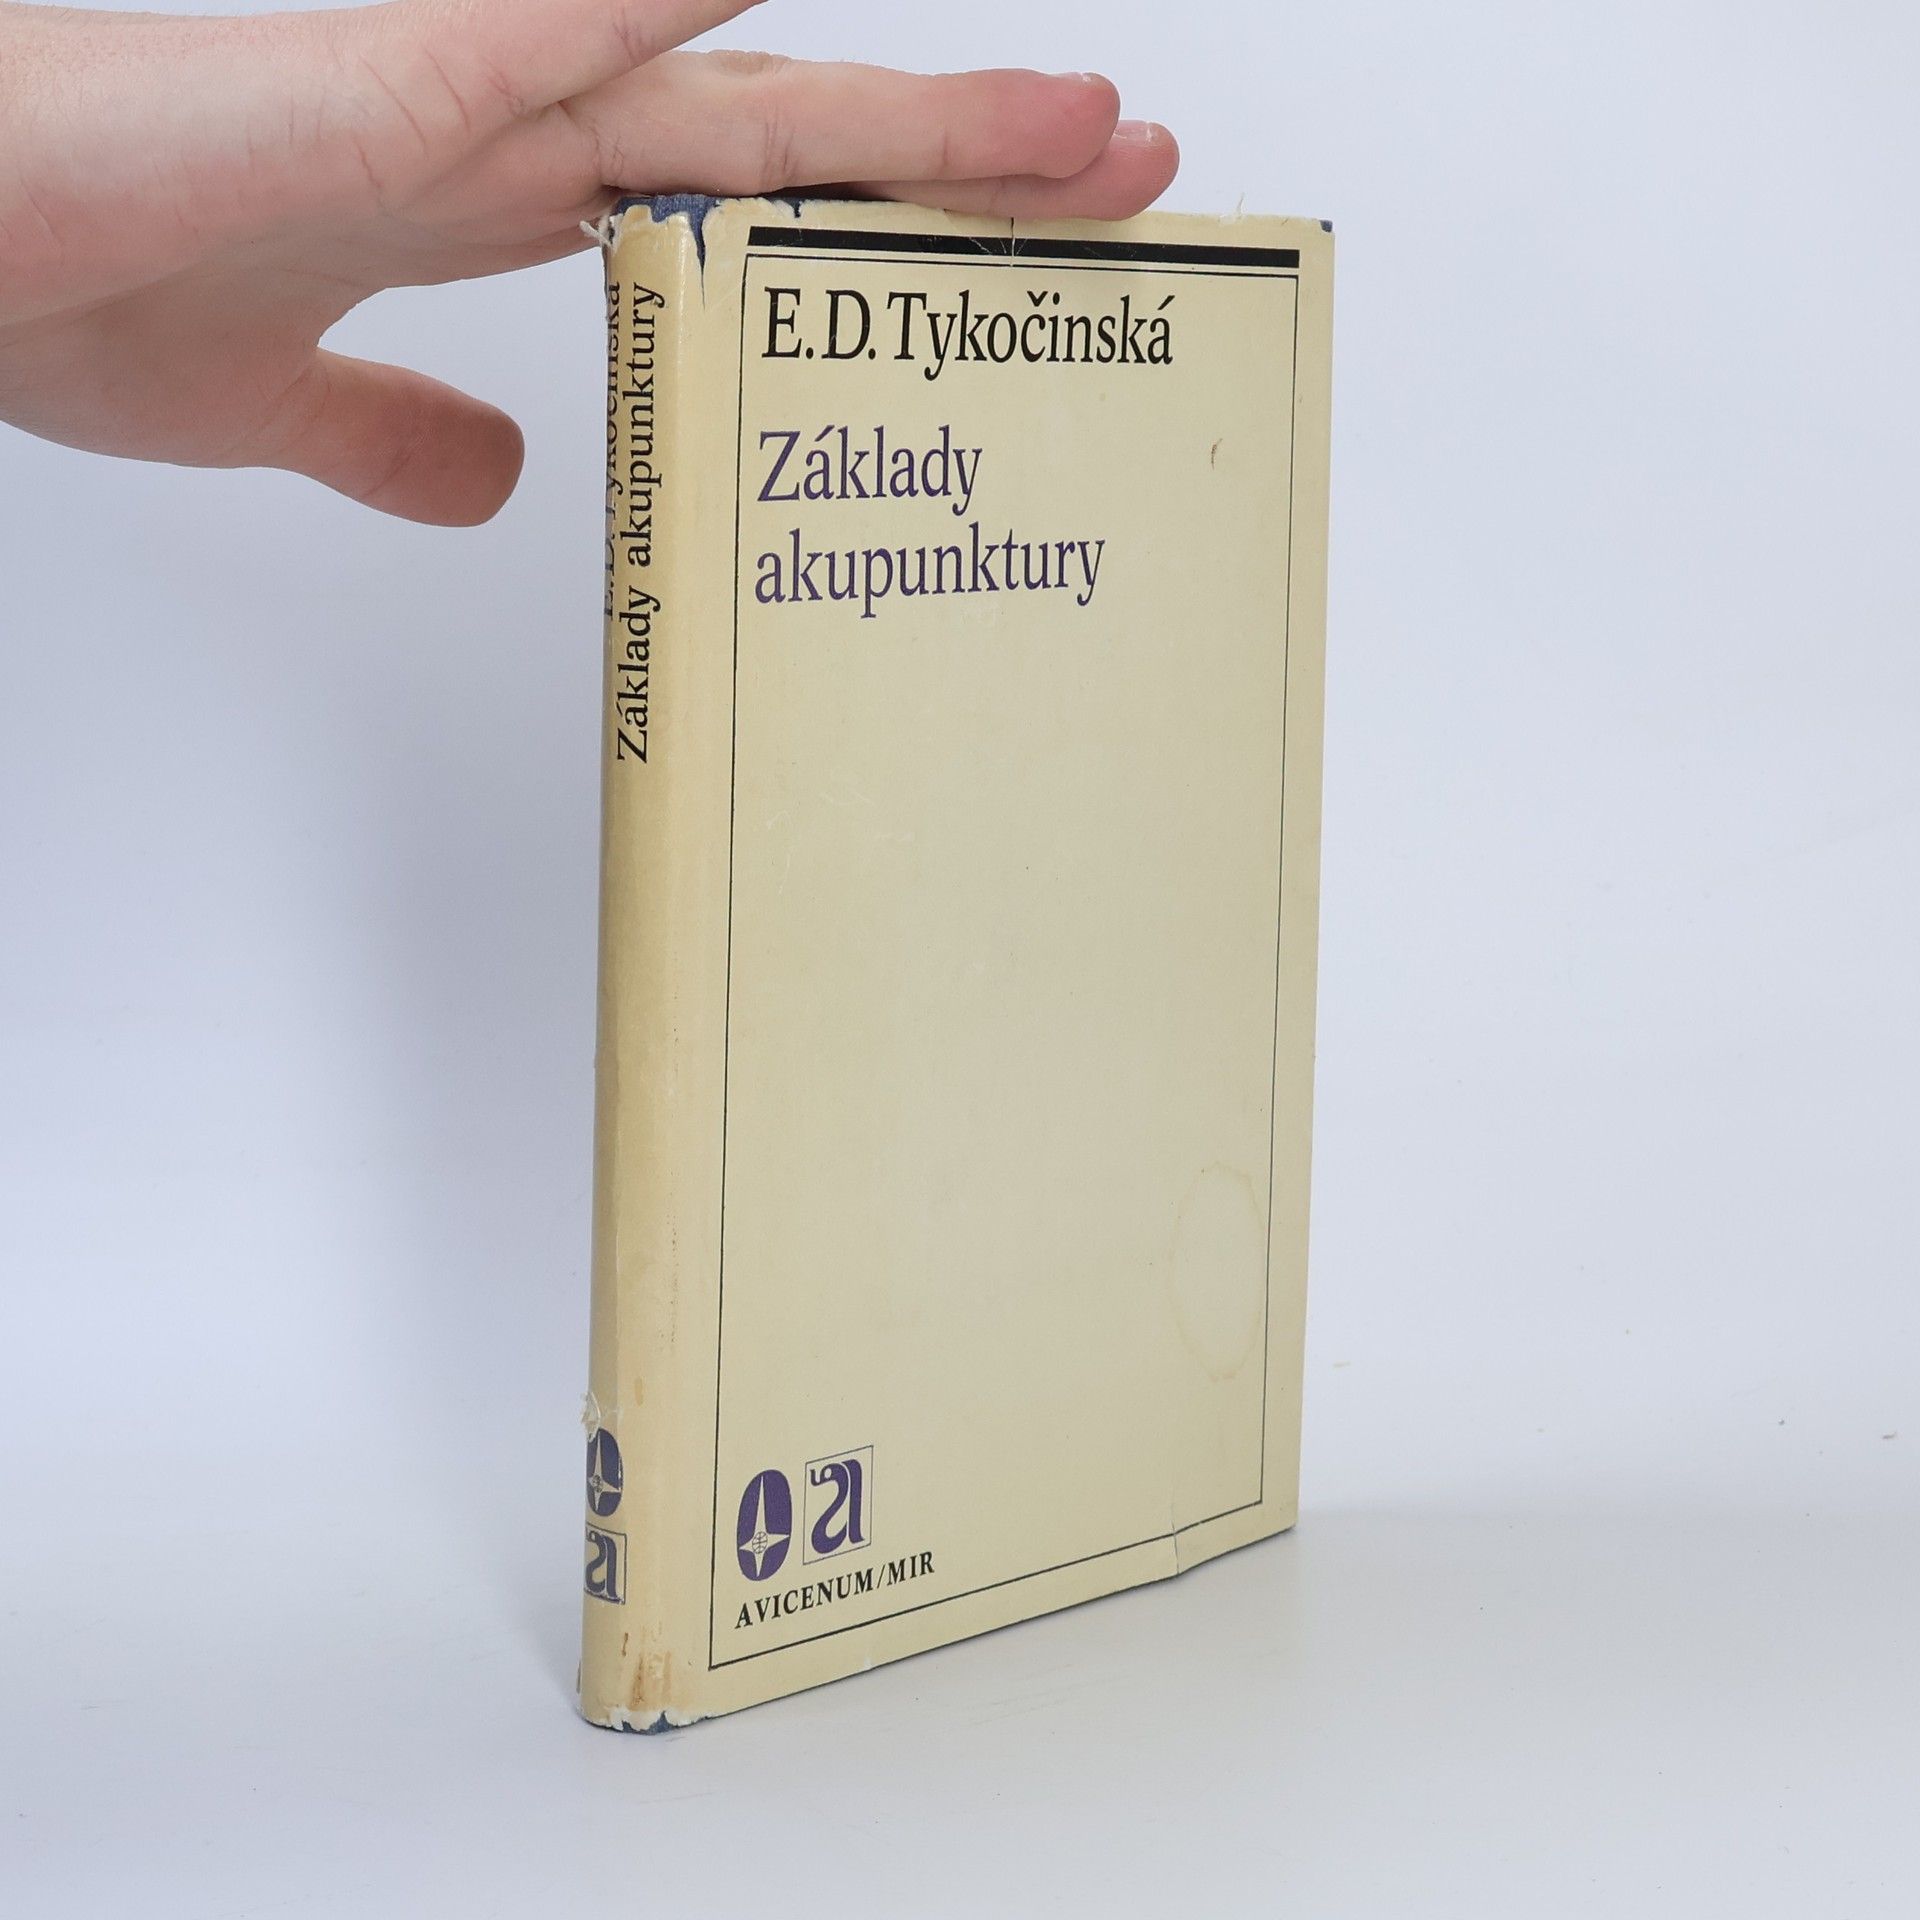 E. D. Tykočinská
Základy akupunktury
E. D. Tykočinská
Základy
akupunktury
AVICENUM/MIR